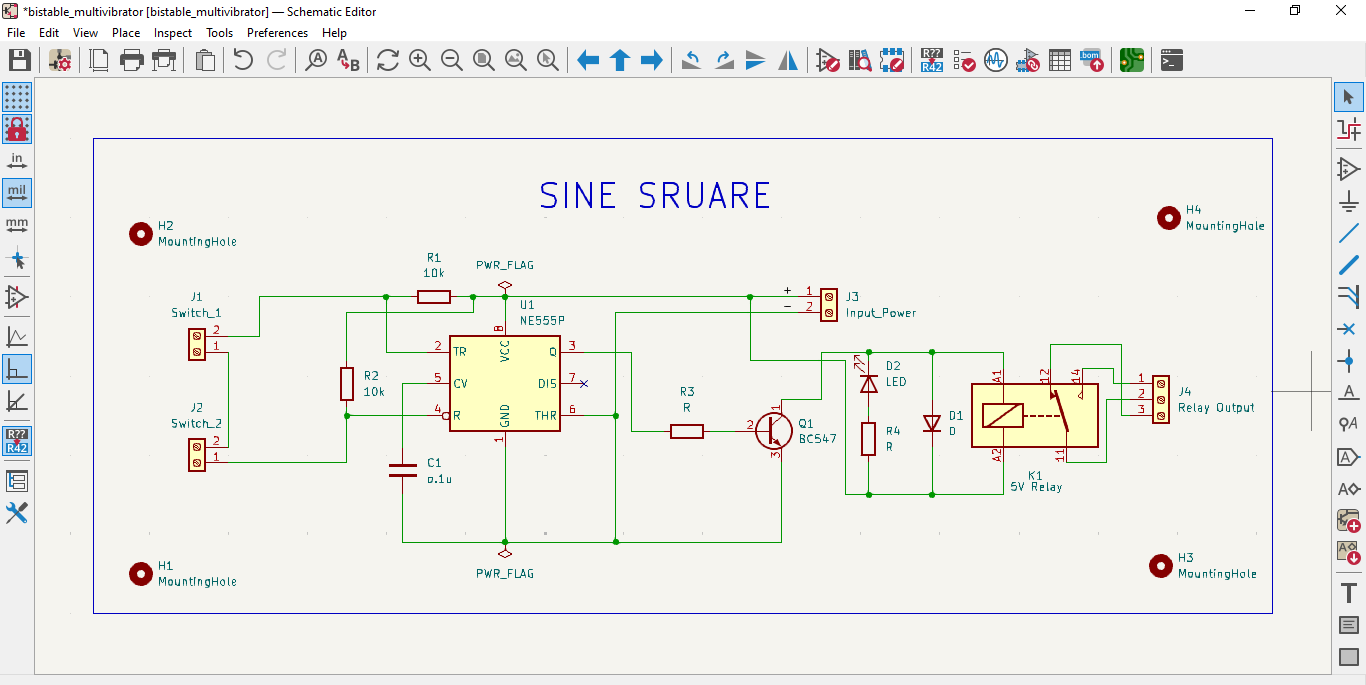 *bistable_multivibrator [bistable_multivibrator] — Schematic Editor
File Edit View Place Inspect Tools Preferences Help
A B
R?? R42
bom
in
mil
mm
R?? R42
SINE SRUARE
H2
MountingHole
H4
MountingHole
R1
10k
PWR_FLAG
J1
Switch_1
2
1
U1
NE555P
8
VCC
2 TR
Q 3
5 CV
DIS 7
4 R
THR 6
GND
1
R2
10k
J2
Switch_2
2
1
C1
0.1u
PWR_FLAG
+ 1
− 2
J3
Input_Power
R3
R
1
2
3
Q1
BC547
D2
LED
R4
R
D1
D
A1
A2
12
14
11
K1
5V Relay
1
2
3
J4
Relay Output
H1
MountingHole
H3
MountingHole
A
A
A
A
A
T